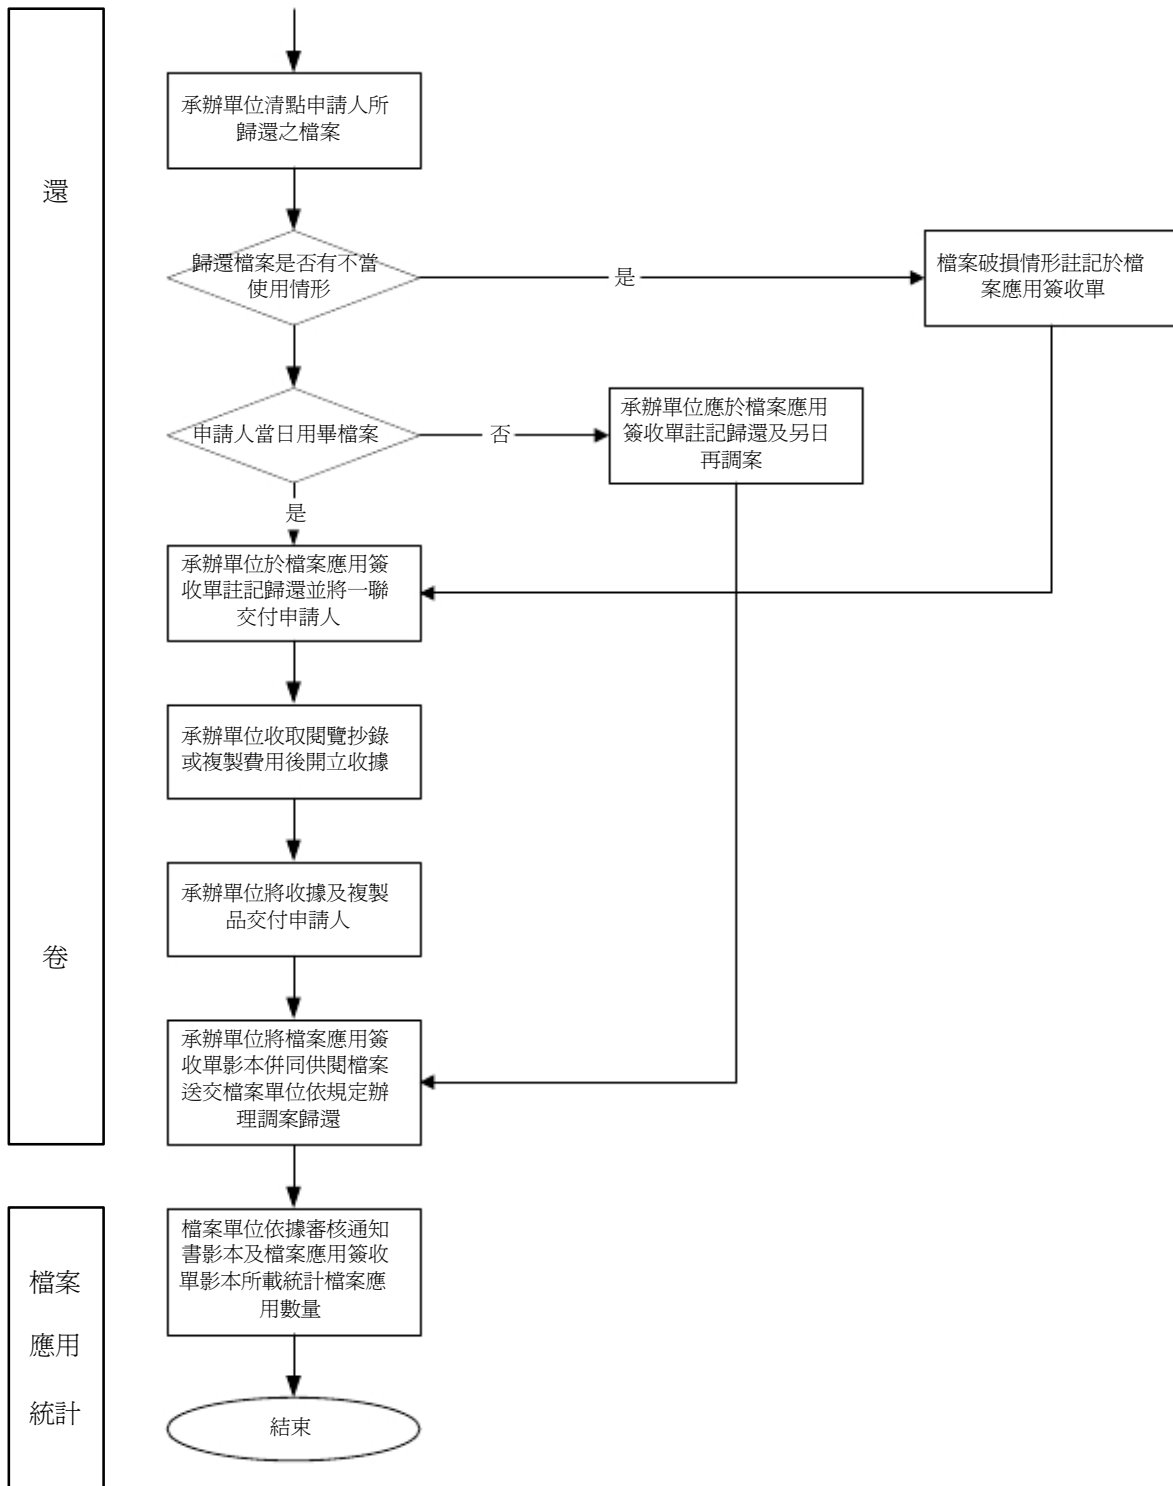 還
卷
承辦單位清點申請人所
歸還之檔案
歸還檔案是否有不當
使用情形
是
檔案破損情形註記於檔
案應用簽收單
申請人當日用畢檔案
否
承辦單位應於檔案應用
簽收單註記歸還及另日
再調案
是
承辦單位於檔案應用簽
收單註記歸還並將一聯
交付申請人
承辦單位收取閱覽抄錄
或複製費用後開立收據
承辦單位將收據及複製
品交付申請人
承辦單位將檔案應用簽
收單影本併同供閱檔案
送交檔案單位依規定辦
理調案歸還
檔案
應用
統計
檔案單位依據審核通知
書影本及檔案應用簽收
單影本所載統計檔案應
用數量
結束